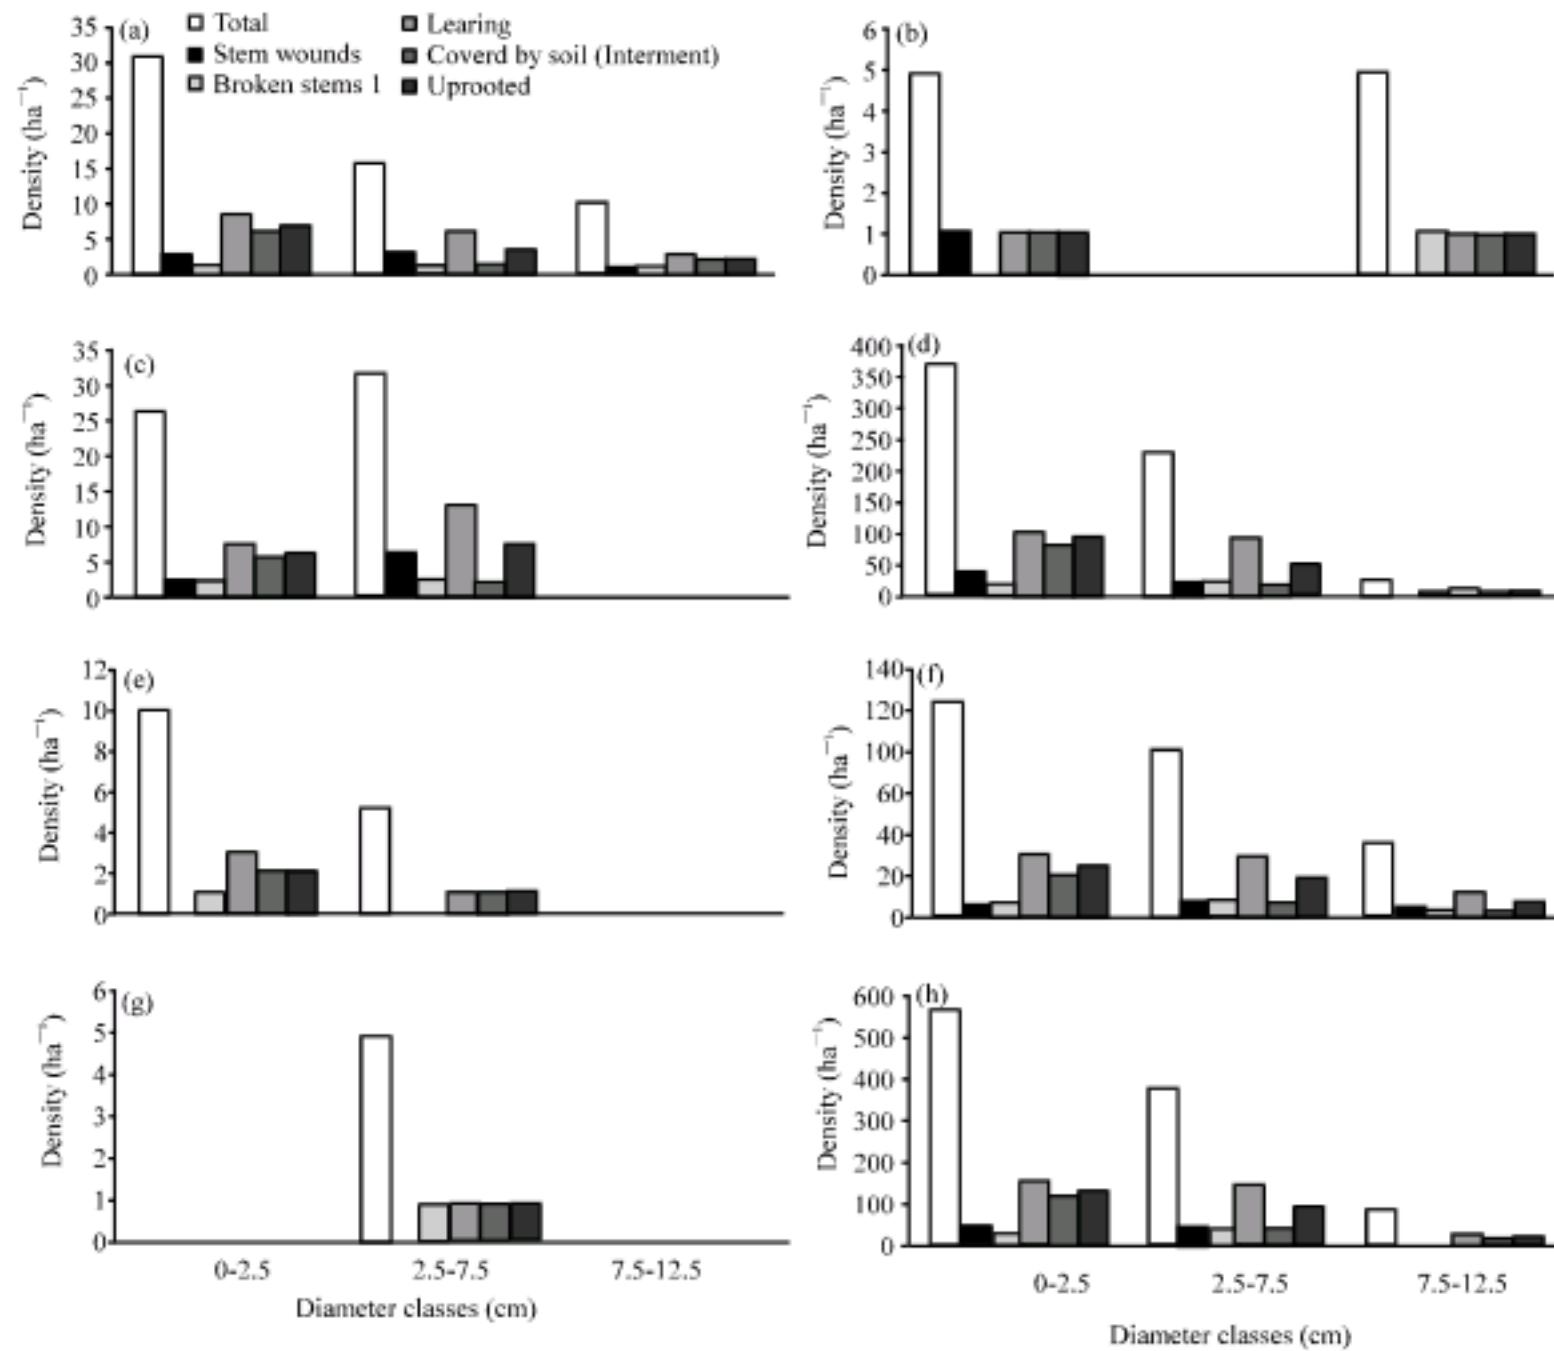 (a)
Total
Stem wounds
Broken stems 1
Learing
Coverd by soil (Interment)
Uprooted
35
30
25
20
15
10
5
0
Density (ha⁻¹)
(b)
6
5
4
3
2
1
0
Density (ha⁻¹)
(c)
35
30
25
20
15
10
5
0
Density (ha⁻¹)
(d)
400
350
300
250
200
150
100
50
0
Density (ha⁻¹)
(e)
12
10
8
6
4
2
0
Density (ha⁻¹)
(f)
140
120
100
60
40
20
0
Density (ha⁻¹)
(g)
6
5
4
3
2
1
0
Density (ha⁻¹)
0-2.5 2.5-7.5 7.5-12.5
Diameter classes (cm)
(h)
600
500
400
300
200
100
0
Density (ha⁻¹)
0-2.5 2.5-7.5 7.5-12.5
Diameter classes (cm)